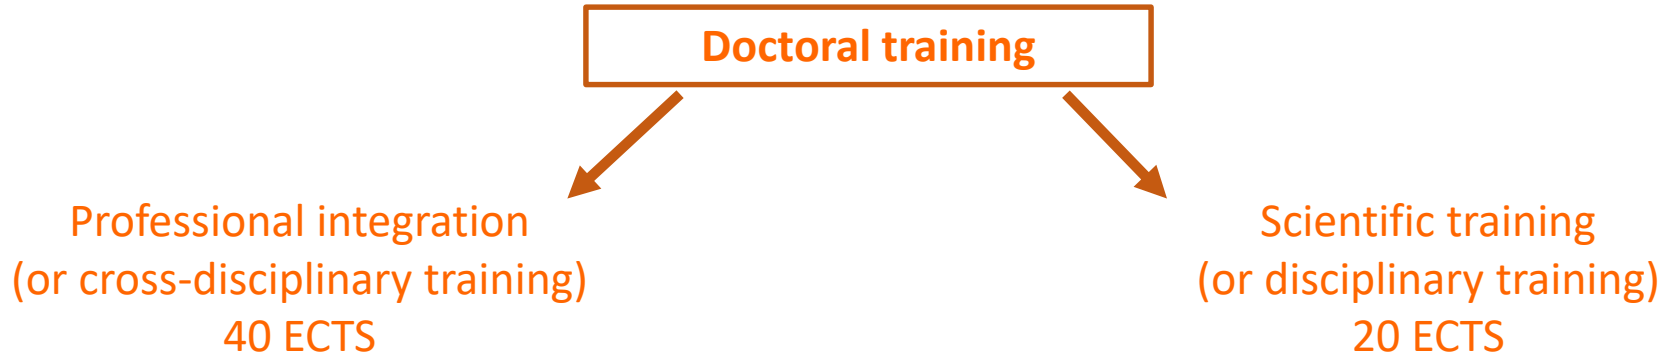 Doctoral training
Professional integration
(or cross-disciplinary training)
40 ECTS
Scientific training
(or disciplinary training)
20 ECTS